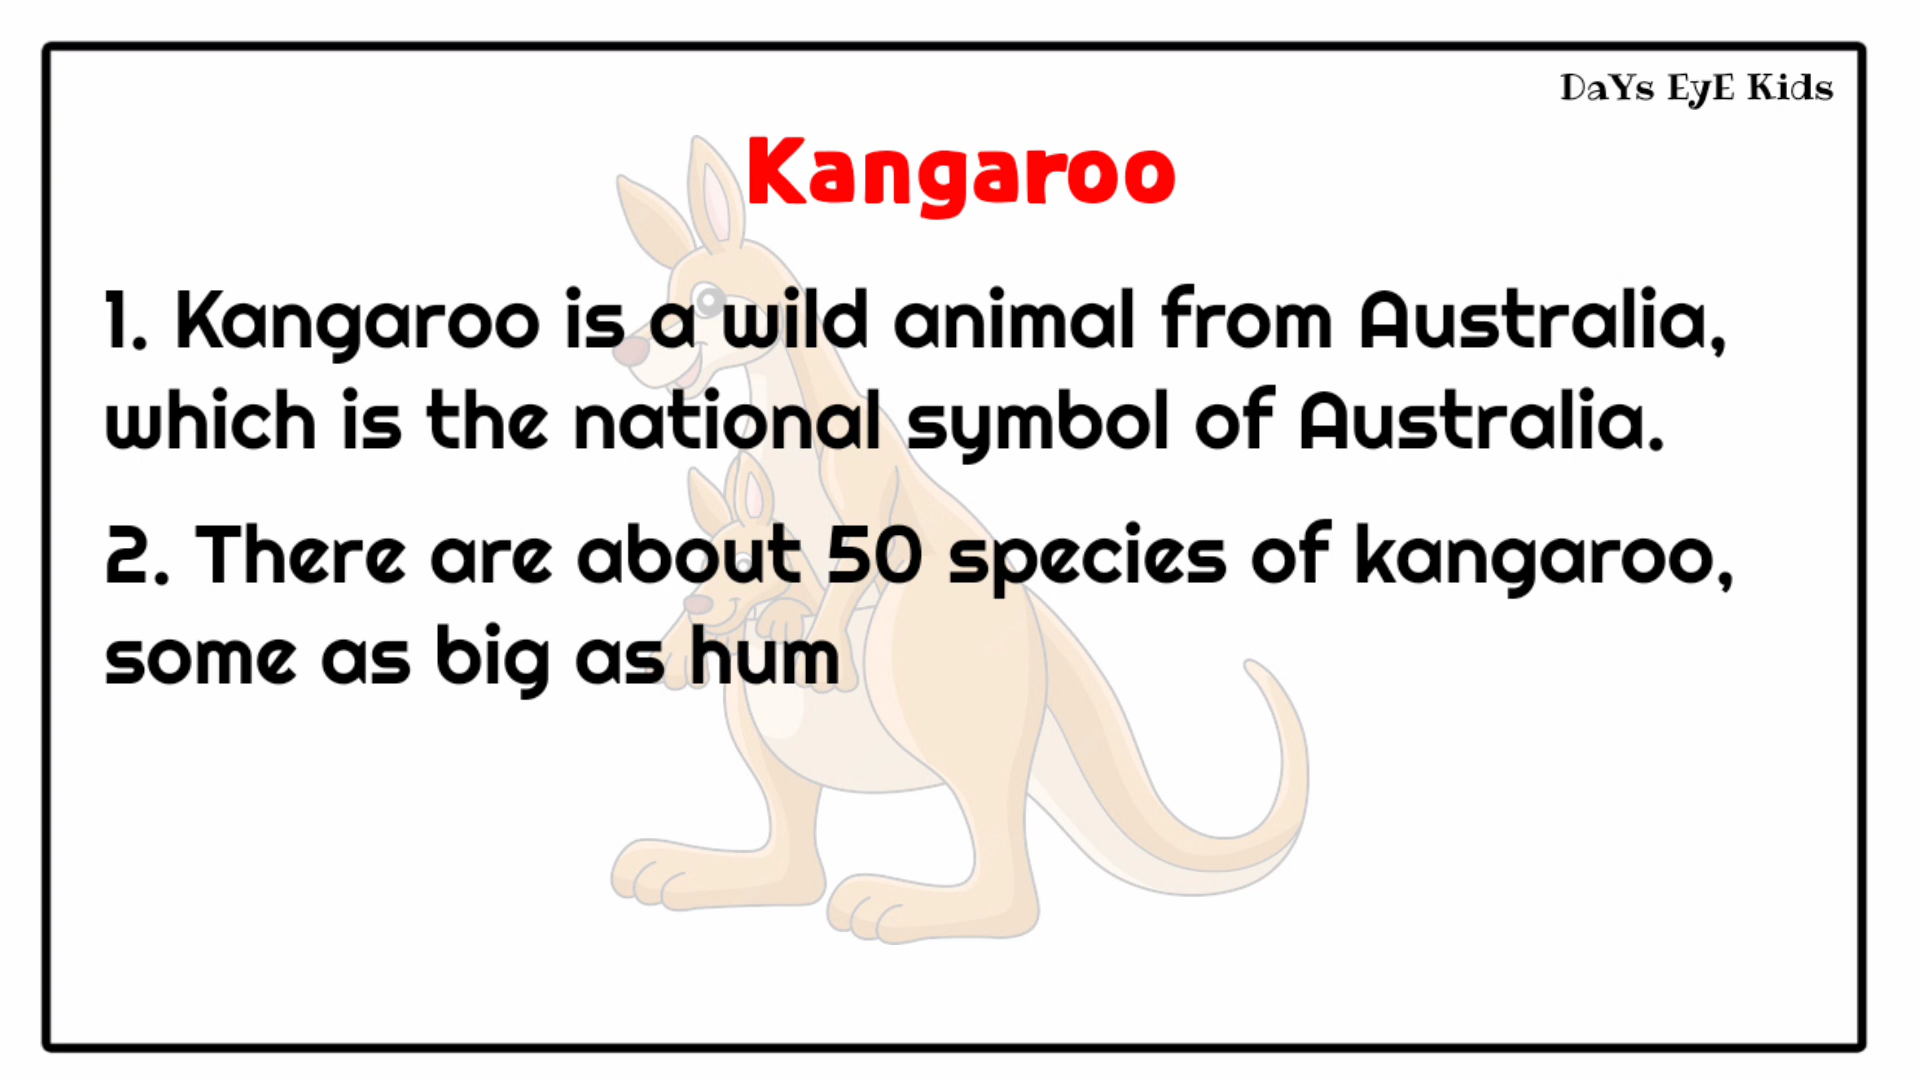 DaYs EyE Kids
Kangaroo
1. Kangaroo is a wild animal from Australia,
which is the national symbol of Australia.
2. There are about 50 species of kangaroo,
some as big as hum